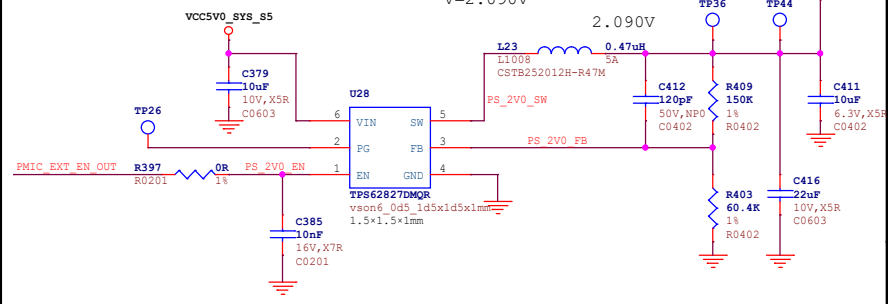 VCC5V0_SYS_S5
2.090V
TP36
TP44
L23
0.47uH
L1008
5A
CSTB252012H-R47M
C379
10uF
10V,X5R
C0603
U28
PS_2V0_SW
C412
120pF
50V,NP0
C0402
R409
150K
1%
R0402
C411
10uF
6.3V,X5R
C0402
TP26
6
VIN
SW
5
2
PG
FB
3
PS_2V0_FB
PMIC_EXT_EN_OUT
R397
0R
PS_2V0_EN
1
EN
GND
4
R0201
1%
TPS62827DMQR
vson6_0d5_1d5x1d5x1mm
1.5×1.5×1mm
C385
10nF
16V,X7R
C0201
R403
60.4K
1%
R0402
C416
22uF
10V,X5R
C0603